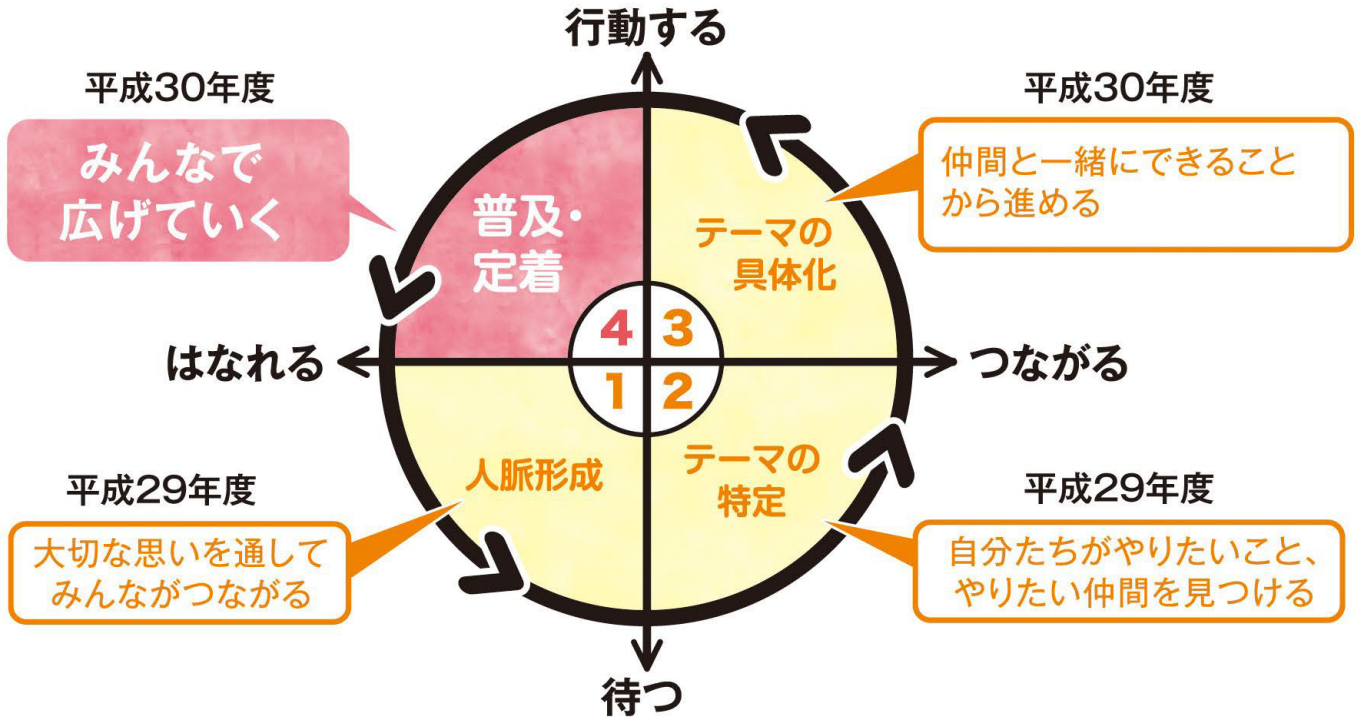 行動する
平成30年度
みんなで
広げていく
平成30年度
仲間と一緒にできること
から進める
普及・
定着
テーマの
具体化
4
3
はなれる
つながる
1
2
人脈形成
テーマの
特定
平成29年度
大切な思いを通して
みんながつながる
平成29年度
自分たちがやりたいこと、
やりたい仲間を見つける
待つ